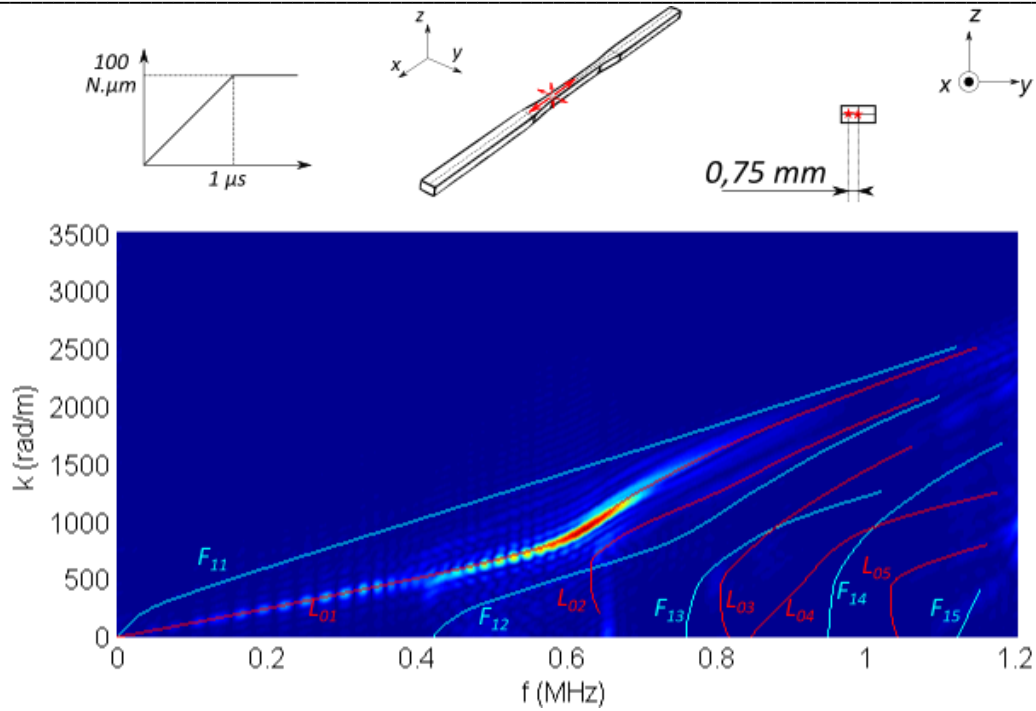 100
N.μm
1 μs
z
x
y
z
x
y
0,75 mm
3500
3000
2500
2000
1500
1000
500
0
k (rad/m)
F11
L01
F12
L02
F13
L03
L04
F14
L05
F15
0
0.2
0.4
0.6
0.8
1
1.2
f (MHz)